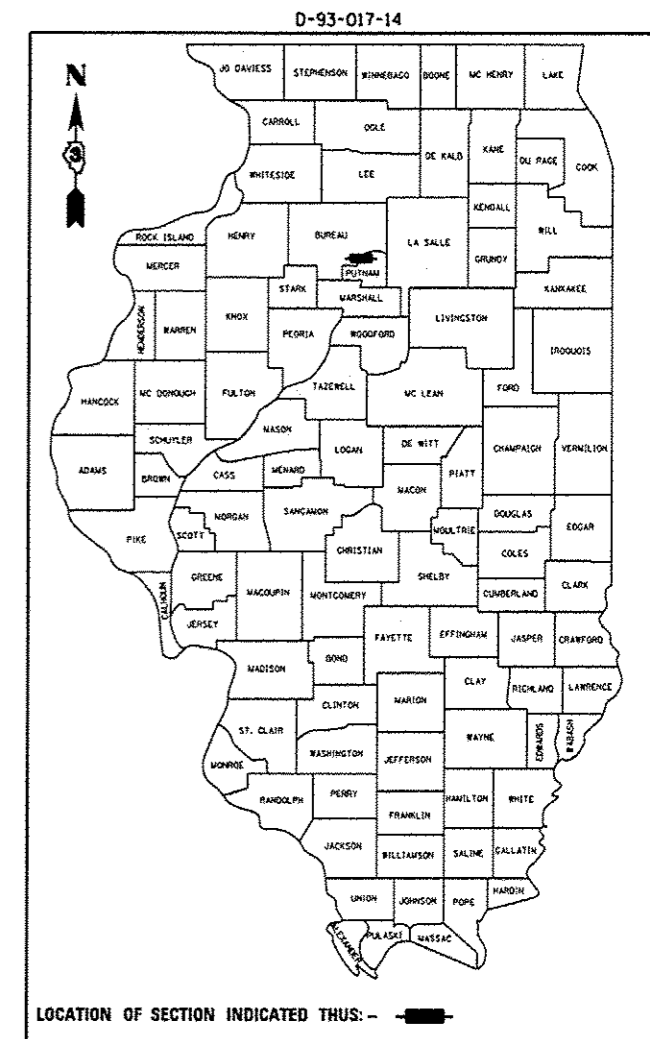 D-93-017-14
N
3
JO DAVIESS STEPHENSON WINNEBAGO BOONE MC HENRY LAKE
CARROLL OGLE DE KALB KANE DU PAGE COOK
WHITESIDE LEE
KENDALL WILL
ROCK ISLAND HENRY BUREAU LA SALLE GRUNDY
MERCER PUTNAM
STARK MARSHALL KANKAKEE
HENDERSON WARREN KNOX PEORIA WOODFORD LIVINGSTON
IROQUOIS
HANCOCK MC DONOUGH FULTON TAZEWELL MC LEAN FORD
SCHUYLER MASON LOGAN DE WITT CHAMPAIGN VERMILION
ADAMS BROWN CASS MENARD PIATT
MACON
PIKE SCOTT MORGAN SANGAMON MOULTRIE DOUGLAS EDGAR
CHRISTIAN COLES
CALHOUN GREENE MACOUPIN MONTGOMERY SHELBY CUMBERLAND CLARK
JERSEY
FAYETTE EFFINGHAM JASPER CRAWFORD
MADISON BOND
CLAY RICHLAND LAWRENCE
CLINTON MARION
ST. CLAIR WAYNE EDWARDS WABASH
WASHINGTON JEFFERSON
MONROE
RANDOLPH PERRY HAMILTON WHITE
FRANKLIN
JACKSON WILLIAMSON SALINE GALLATIN
UNION JOHNSON POPE HARDIN
ALEXANDER PULASKI MASSAC
LOCATION OF SECTION INDICATED THUS: -